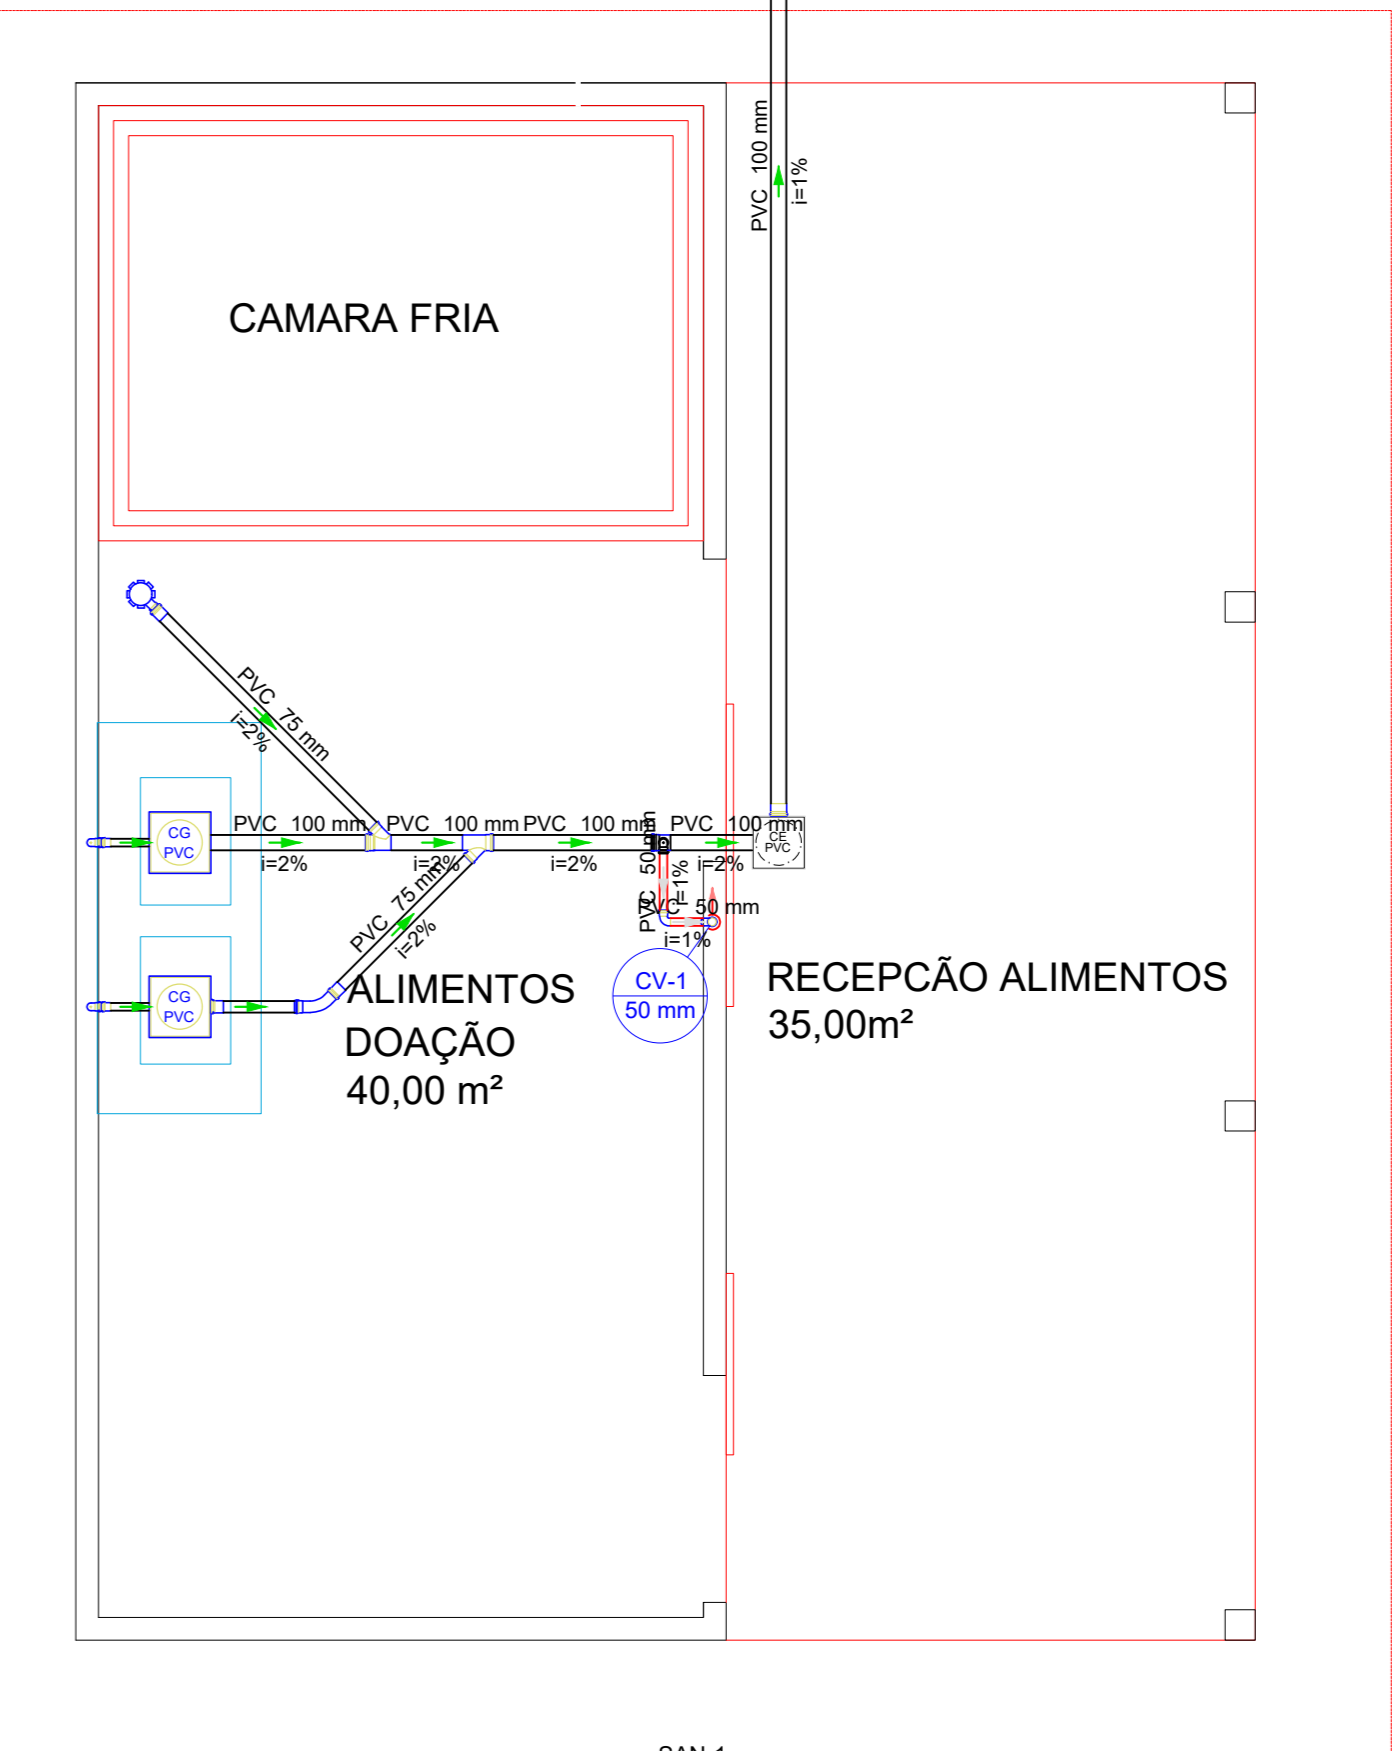 PVC 100 mm
i=1%
CAMARA FRIA
PVC 75 mm
i=2%
CG
PVC
PVC 100 mm
i=2%
PVC 100 mm
i=2%
PVC 100 mm
i=2%
PVC 50 mm
i=1%
PVC 100 mm
i=2%
CE
PVC
PVC 75 mm
i=2%
PVC 50 mm
i=1%
CG
PVC
CV-1
50 mm
ALIMENTOS
DOAÇÃO
40,00 m²
RECEPCÃO ALIMENTOS
35,00m²
SAN-1